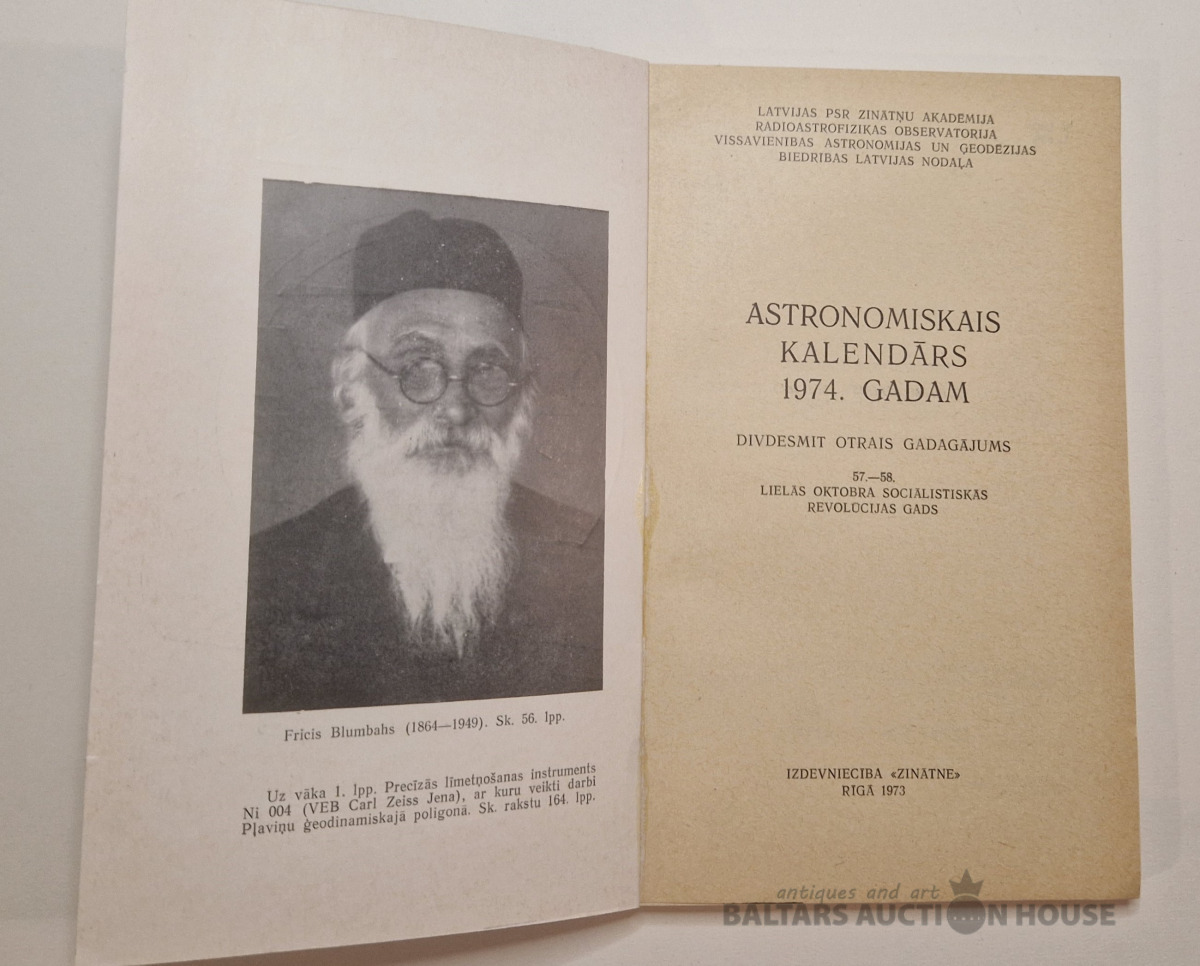 Fricis Blumbahs (1864—1949). Sk. 56. lpp.
Uz vāka 1. lpp. Precīzās līmetņošanas instruments
Ni 004 (VEB Carl Zeiss Jena), ar kuru veikti darbi
Pļaviņu ģeodinamiskajā poligonā. Sk. rakstu 164. lpp.
LATVIJAS PSR ZINĀTŅU AKADĒMIJA
RADIOASTROFIZIKAS OBSERVATORIJA
VISSAVIENĪBAS ASTRONOMIJAS UN ĢEODĒZIJAS
BIEDRĪBAS LATVIJAS NODAĻA
ASTRONOMISKAIS
KALENDĀRS
1974. GADAM
DIVDESMIT OTRAIS GADAGĀJUMS
57.—58.
LIELĀS OKTOBRA SOCIĀLISTISKĀS
REVOLŪCIJAS GADS
IZDEVNIECĪBA «ZINĀTNE»
RĪGĀ 1973
antiques and art
BALTARS AUCTION HOUSE